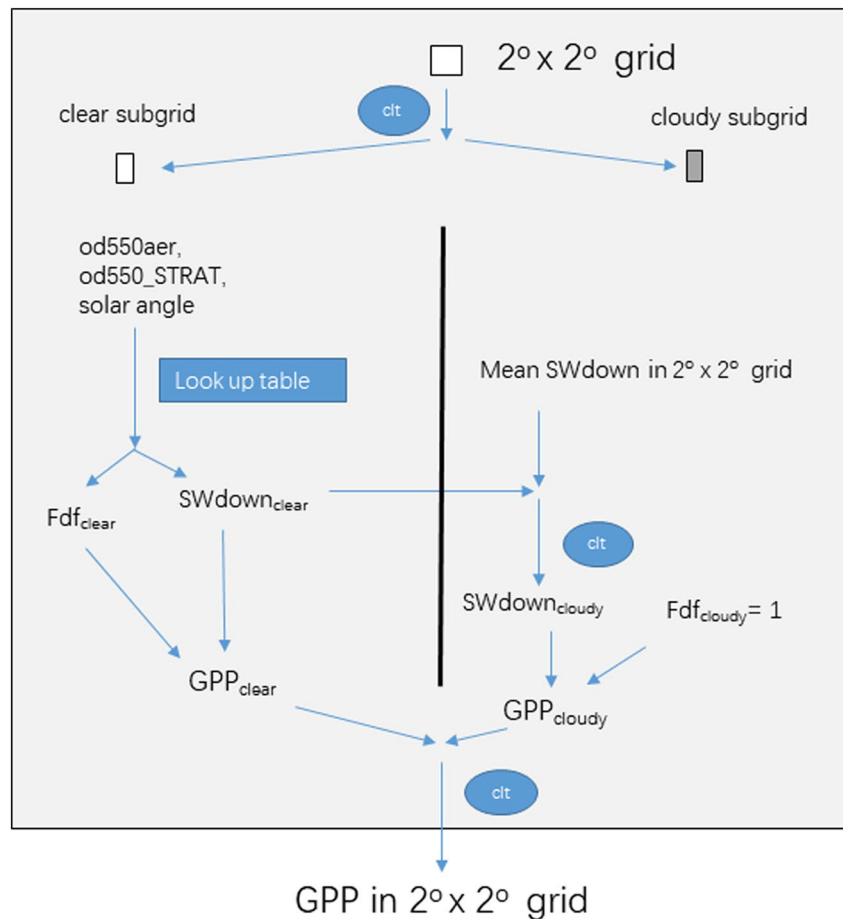 2° x 2° grid
clt
clear subgrid
cloudy subgrid
od550aer,
od550_STRAT,
solar angle
Look up table
Mean SWdown in 2° x 2° grid
SWdownclear
Fdfclear
clt
SWdowncloudy
Fdfcloudy= 1
GPPclear
GPPcloudy
clt
GPP in 2° x 2° grid